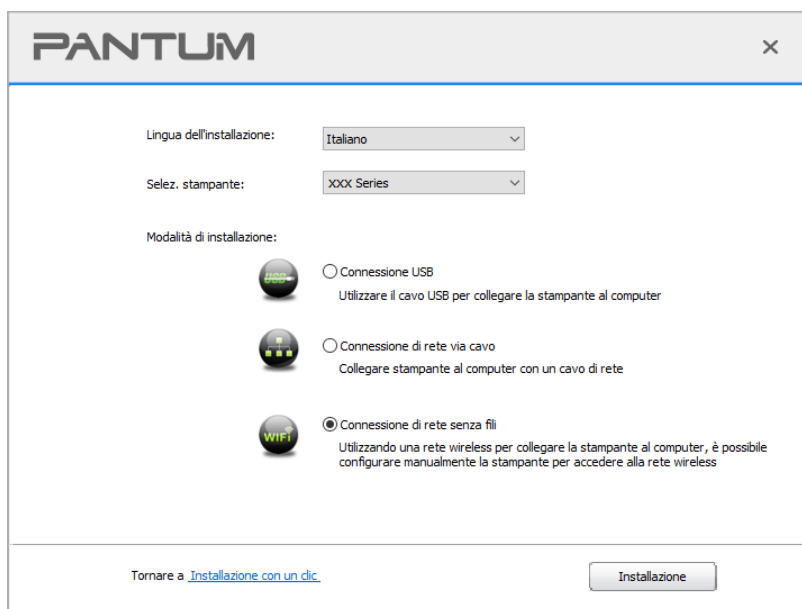 PANTUM
Lingua dell'installazione:
Italiano
Selez. stampante:
XXX Series
Modalità di installazione:
USB
Connessione USB
Utilizzare il cavo USB per collegare la stampante al computer
Connessione di rete via cavo
Collegare stampante al computer con un cavo di rete
WiFi
Connessione di rete senza fili
Utilizzando una rete wireless per collegare la stampante al computer, è possibile
configurare manualmente la stampante per accedere alla rete wireless
Tornare a Installazione con un clic
Installazione